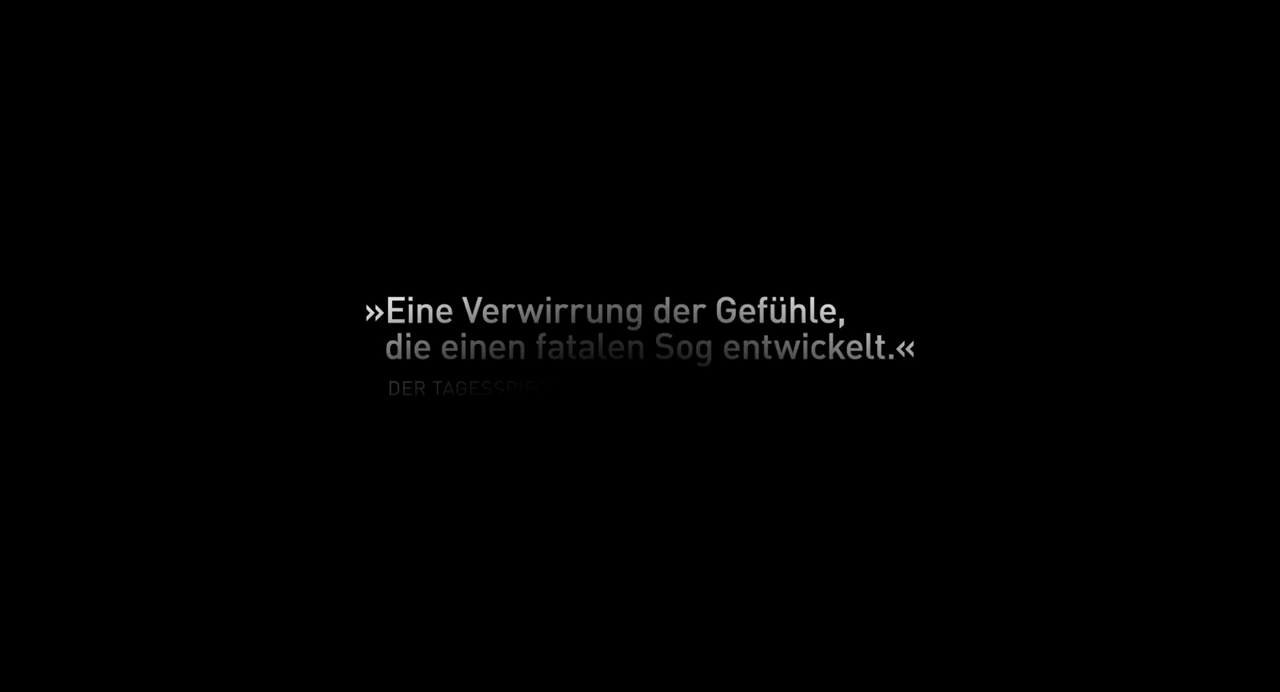 »Eine Verwirrung der Gefühle,
die einen fatalen Sog entwickelt.«
DER